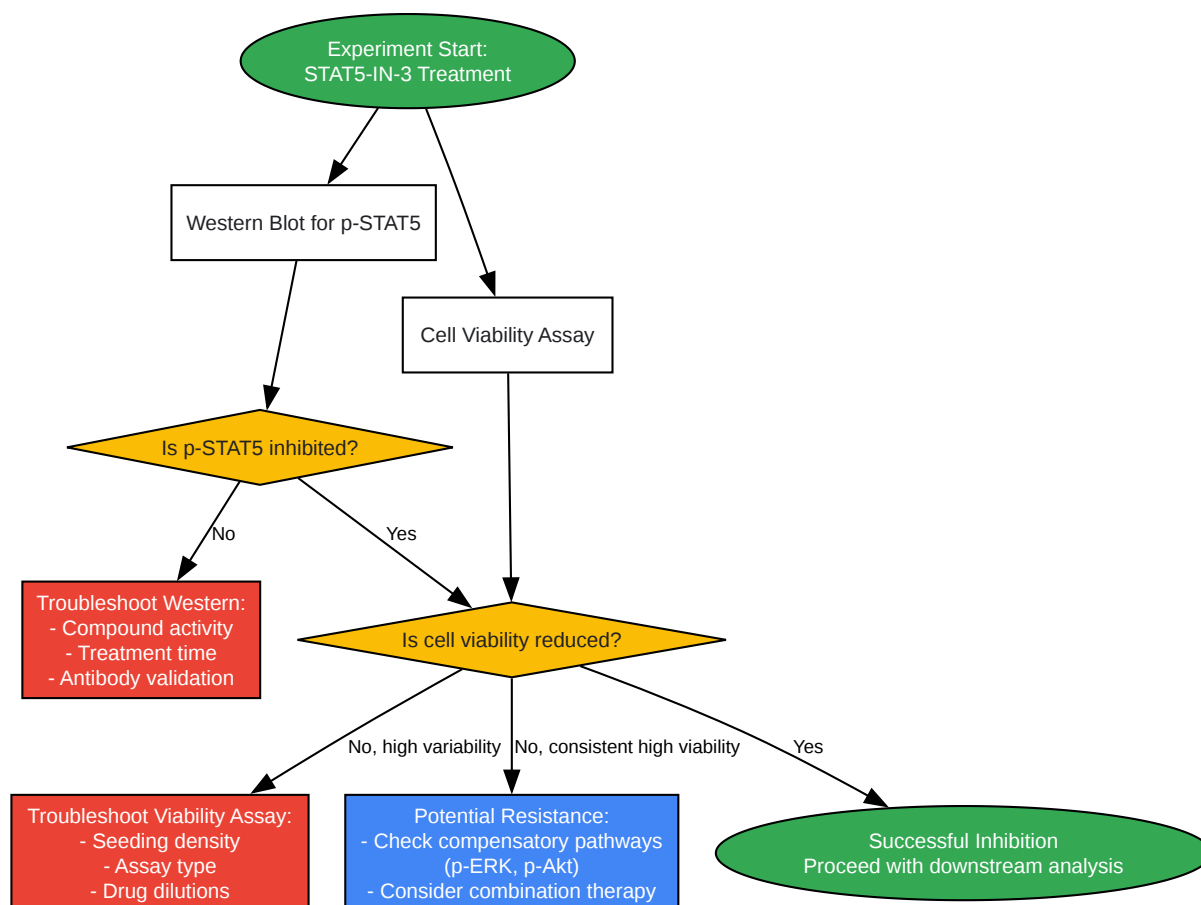 Experiment Start:
STAT5-IN-3 Treatment
Western Blot for p-STAT5
Cell Viability Assay
Is p-STAT5 inhibited?
No
Yes
Troubleshoot Western:
- Compound activity
- Treatment time
- Antibody validation
Is cell viability reduced?
No, high variability
No, consistent high viability
Yes
Troubleshoot Viability Assay:
- Seeding density
- Assay type
- Drug dilutions
Potential Resistance:
- Check compensatory pathways
(p-ERK, p-Akt)
- Consider combination therapy
Successful Inhibition
Proceed with downstream analysis